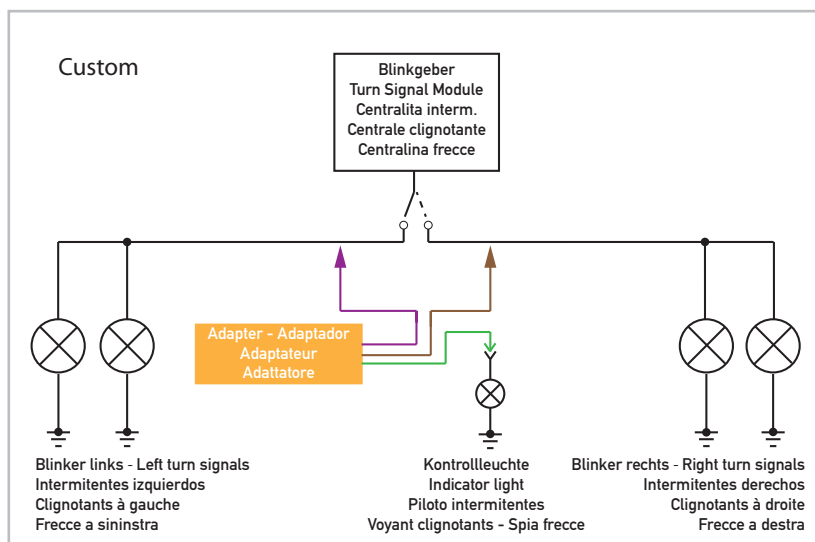 Custom
Blinkgeber
Turn Signal Module
Centralita interm.
Centrale clignotante
Centralina frecce
Adapter - Adaptador
Adaptateur
Adattatore
Blinker links - Left turn signals
Intermitentes izquierdos
Clignotants à gauche
Frecce a sininstra
Kontrollleuchte
Indicator light
Piloto intermitentes
Voyant clignotants - Spia frecce
Blinker rechts - Right turn signals
Intermitentes derechos
Clignotants à droite
Frecce a destra